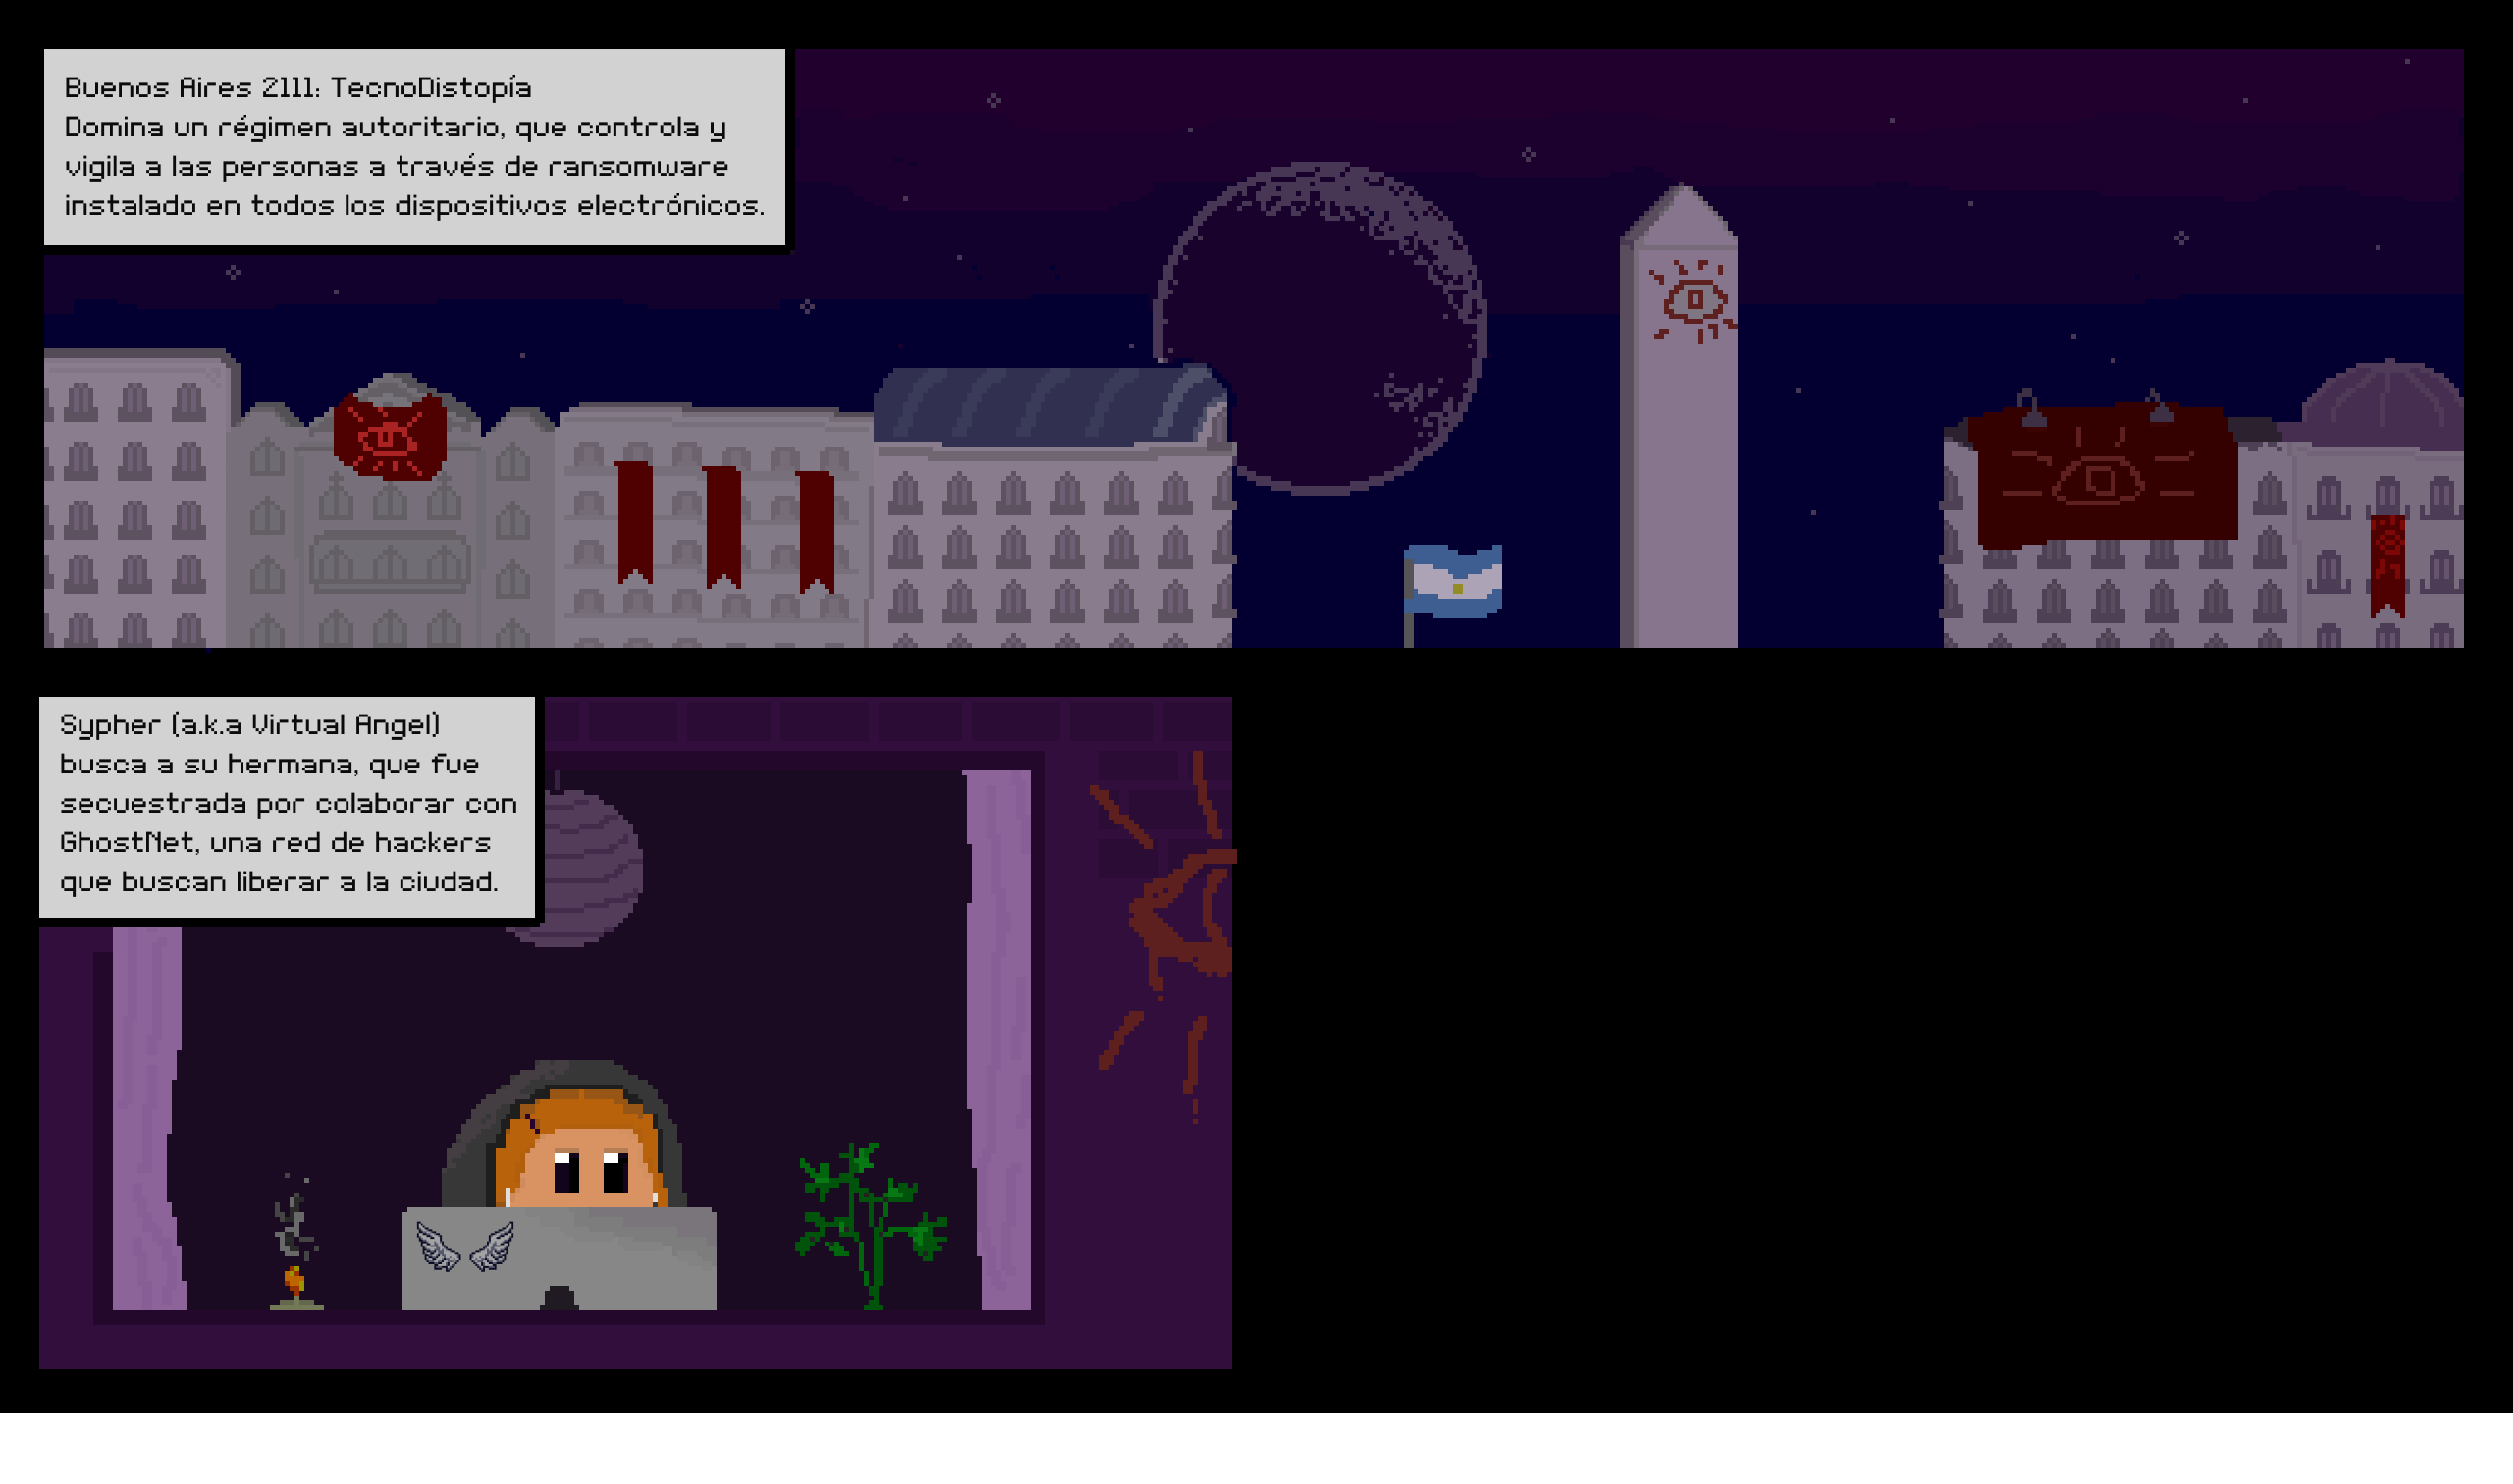 Buenos Aires 2111: TecnoDistopía
Domina un régimen autoritario, que controla y
vigila a las personas a través de ransomware
instalado en todos los dispositivos electrónicos.
Sypher (a.k.a Virtual Angel)
busca a su hermana, que fue
secuestrada por colaborar con
GhostNet, una red de hackers
que buscan liberar a la ciudad.